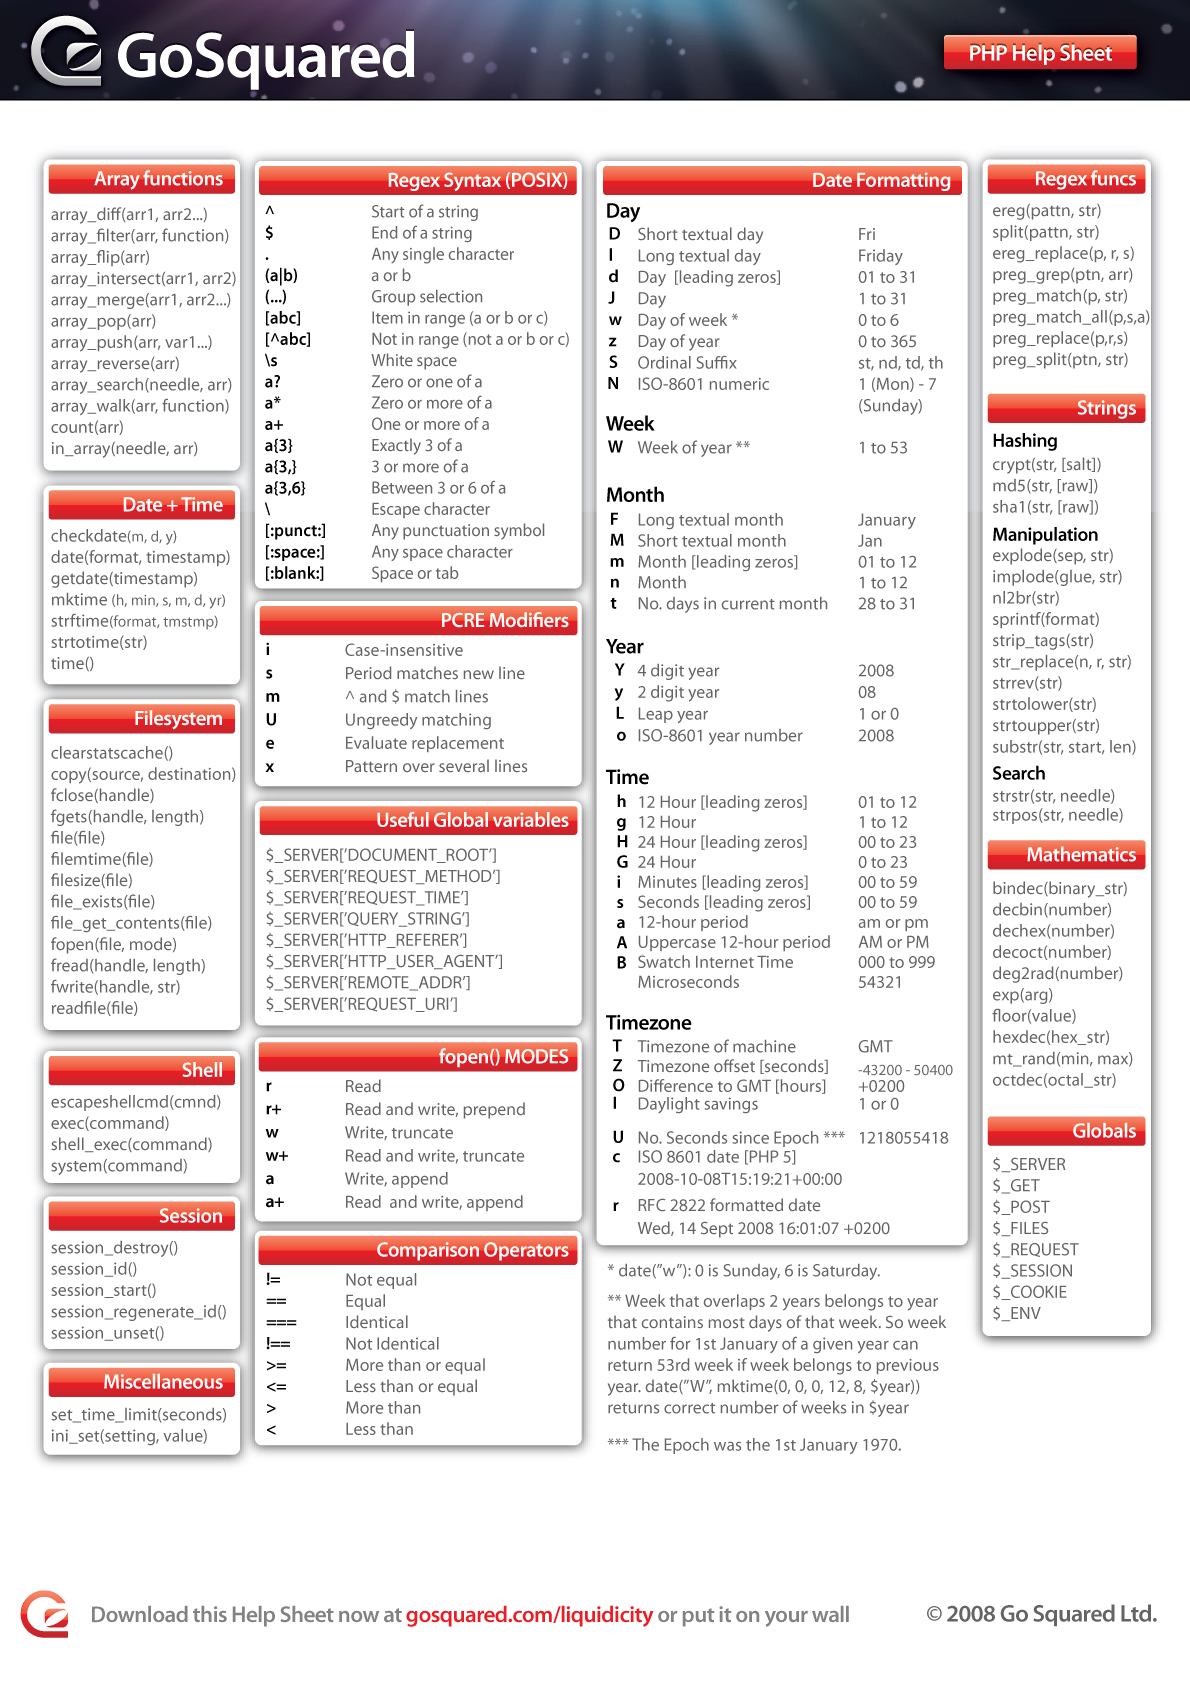 GoSquared
PHP Help Sheet
Array functions
array_diff(arr1, arr2...)
array_filter(arr, function)
array_flip(arr)
array_intersect(arr1, arr2)
array_merge(arr1, arr2...)
array_pop(arr)
array_push(arr, var1...)
array_reverse(arr)
array_search(needle, arr)
array_walk(arr, function)
count(arr)
in_array(needle, arr)
Date + Time
checkdate(m, d, y)
date(format, timestamp)
getdate(timestamp)
mktime (h, min, s, m, d, yr)
strftime(format, tmstmp)
strtotime(str)
time()
Filesystem
clearstatscache()
copy(source, destination)
fclose(handle)
fgets(handle, length)
file(file)
filemtime(file)
filesize(file)
file_exists(file)
file_get_contents(file)
fopen(file, mode)
fread(handle, length)
fwrite(handle, str)
readfile(file)
Shell
escapeshellcmd(cmnd)
exec(command)
shell_exec(command)
system(command)
Session
session_destroy()
session_id()
session_start()
session_regenerate_id()
session_unset()
Miscellaneous
set_time_limit(seconds)
ini_set(setting, value)
Regex Syntax (POSIX)
^ Start of a string
$ End of a string
. Any single character
(a|b) a or b
(...) Group selection
[abc] Item in range (a or b or c)
[^abc] Not in range (not a or b or c)
\s White space
a? Zero or one of a
a* Zero or more of a
a+ One or more of a
a{3} Exactly 3 of a
a{3,} 3 or more of a
a{3,6} Between 3 or 6 of a
\ Escape character
[:punct:] Any punctuation symbol
[:space:] Any space character
[:blank:] Space or tab
PCRE Modifiers
i Case-insensitive
s Period matches new line
m ^ and $ match lines
U Ungreedy matching
e Evaluate replacement
x Pattern over several lines
Useful Global variables
$_SERVER['DOCUMENT_ROOT']
$_SERVER['REQUEST_METHOD']
$_SERVER['REQUEST_TIME']
$_SERVER['QUERY_STRING']
$_SERVER['HTTP_REFERER']
$_SERVER['HTTP_USER_AGENT']
$_SERVER['REMOTE_ADDR']
$_SERVER['REQUEST_URI']
fopen() MODES
r Read
r+ Read and write, prepend
w Write, truncate
w+ Read and write, truncate
a Write, append
a+ Read and write, append
Comparison Operators
!= Not equal
== Equal
=== Identical
!== Not Identical
>= More than or equal
<= Less than or equal
> More than
< Less than
Date Formatting
Day
D Short textual day Fri
l Long textual day Friday
d Day [leading zeros] 01 to 31
J Day 1 to 31
w Day of week * 0 to 6
z Day of year 0 to 365
S Ordinal Suffix st, nd, td, th
N ISO-8601 numeric 1 (Mon) - 7
(Sunday)
Week
W Week of year ** 1 to 53
Month
F Long textual month January
M Short textual month Jan
m Month [leading zeros] 01 to 12
n Month 1 to 12
t No. days in current month 28 to 31
Year
Y 4 digit year 2008
y 2 digit year 08
L Leap year 1 or 0
o ISO-8601 year number 2008
Time
h 12 Hour [leading zeros] 01 to 12
g 12 Hour 1 to 12
H 24 Hour [leading zeros] 00 to 23
G 24 Hour 0 to 23
i Minutes [leading zeros] 00 to 59
s Seconds [leading zeros] 00 to 59
a 12-hour period am or pm
A Uppercase 12-hour period AM or PM
B Swatch Internet Time 000 to 999
Microseconds 54321
Timezone
T Timezone of machine GMT
Z Timezone offset [seconds] -43200 - 50400
O Difference to GMT [hours] +0200
I Daylight savings 1 or 0
U No. Seconds since Epoch *** 1218055418
c ISO 8601 date [PHP 5]
2008-10-08T15:19:21+00:00
r RFC 2822 formatted date
Wed, 14 Sept 2008 16:01:07 +0200
* date("w"): 0 is Sunday, 6 is Saturday.
** Week that overlaps 2 years belongs to year
that contains most days of that week. So week
number for 1st January of a given year can
return 53rd week if week belongs to previous
year. date("W", mktime(0, 0, 0, 12, 8, $year))
returns correct number of weeks in $year
*** The Epoch was the 1st January 1970.
Regex funcs
ereg(pattn, str)
split(pattn, str)
ereg_replace(p, r, s)
preg_grep(ptn, arr)
preg_match(p, str)
preg_match_all(p,s,a)
preg_replace(p,r,s)
preg_split(ptn, str)
Strings
Hashing
crypt(str, [salt])
md5(str, [raw])
sha1(str, [raw])
Manipulation
explode(sep, str)
implode(glue, str)
nl2br(str)
sprintf(format)
strip_tags(str)
str_replace(n, r, str)
strrev(str)
strtolower(str)
strtoupper(str)
substr(str, start, len)
Search
strstr(str, needle)
strpos(str, needle)
Mathematics
bindec(binary_str)
decbin(number)
dechex(number)
decoct(number)
deg2rad(number)
exp(arg)
floor(value)
hexdec(hex_str)
mt_rand(min, max)
octdec(octal_str)
Globals
$_SERVER
$_GET
$_POST
$_FILES
$_REQUEST
$_SESSION
$_COOKIE
$_ENV
Download this Help Sheet now at gosquared.com/liquidicity or put it on your wall
© 2008 Go Squared Ltd.